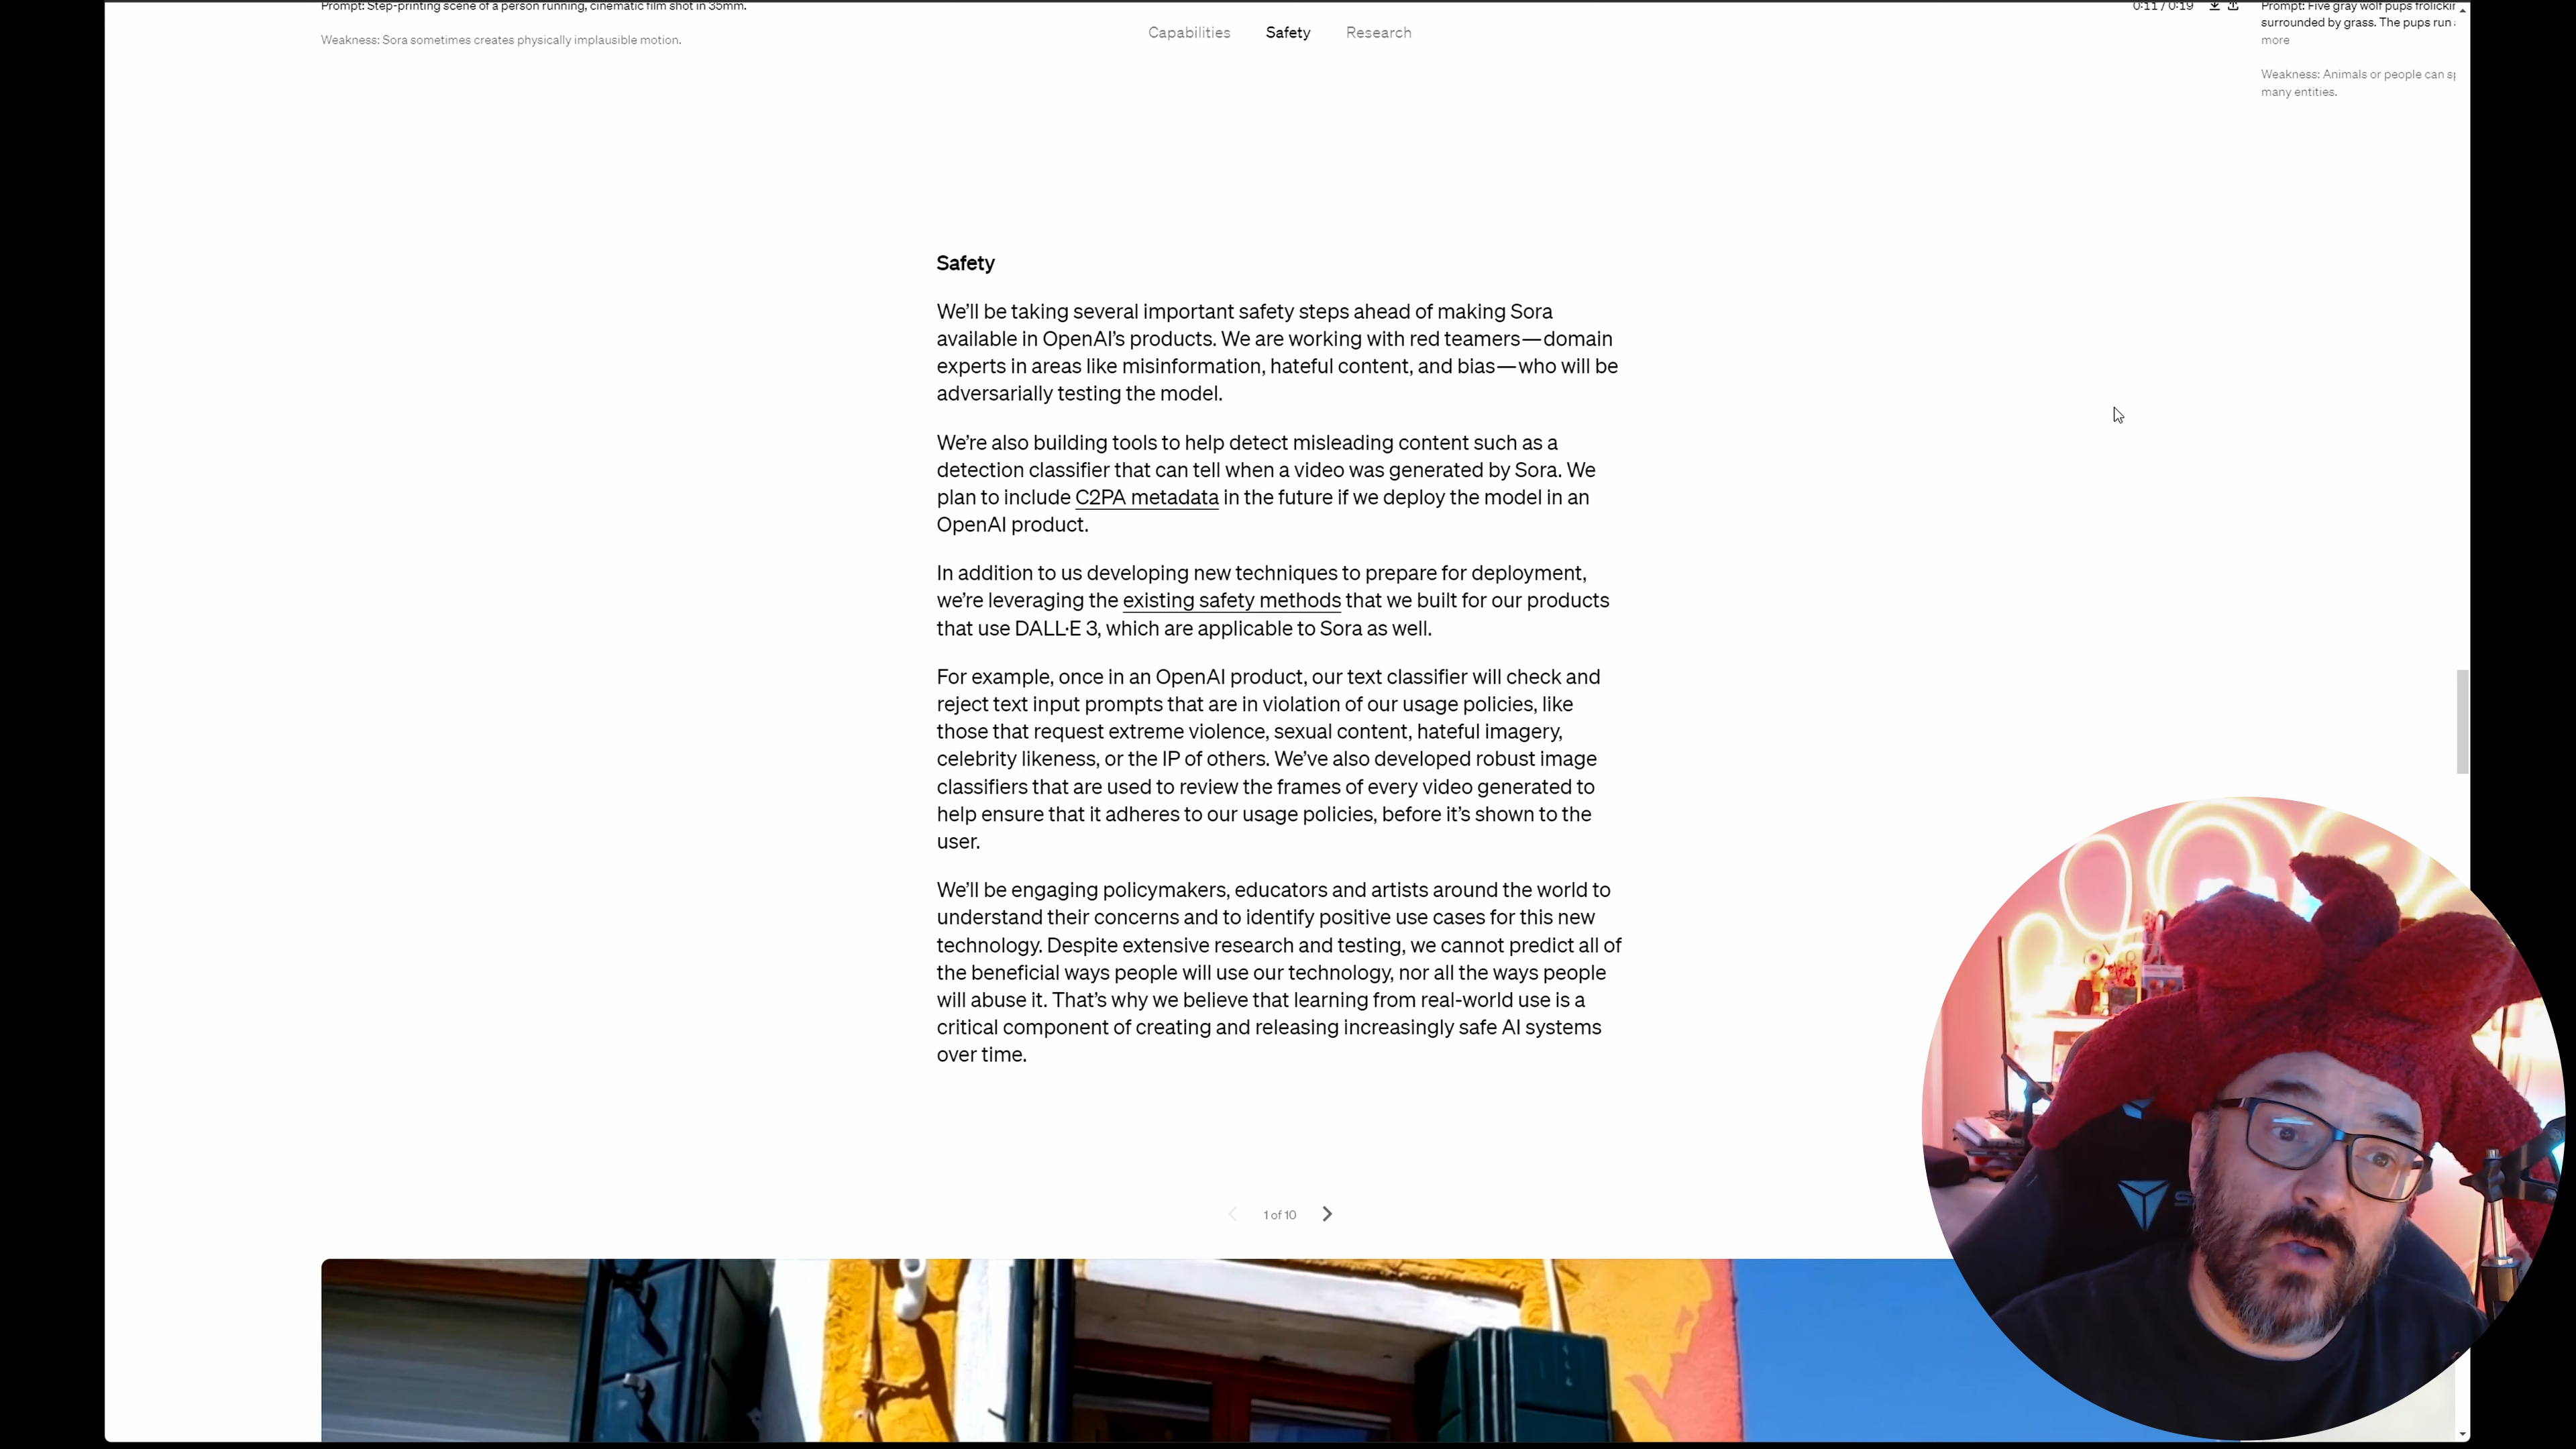 Prompt: Step-printing scene of a person running, cinematic film shot in 35mm.
Weakness: Sora sometimes creates physically implausible motion.
Capabilities Safety Research
0:11 / 0:19
Prompt: Five gray wolf pups
surrounded by grass. The pups run
more
Weakness: Animals or people can
many entities.
Safety
We’ll be taking several important safety steps ahead of making Sora
available in OpenAI’s products. We are working with red teamers—domain
experts in areas like misinformation, hateful content, and bias—who will be
adversarially testing the model.
We’re also building tools to help detect misleading content such as a
detection classifier that can tell when a video was generated by Sora. We
plan to include C2PA metadata in the future if we deploy the model in an
OpenAI product.
In addition to us developing new techniques to prepare for deployment,
we’re leveraging the existing safety methods that we built for our products
that use DALL·E 3, which are applicable to Sora as well.
For example, once in an OpenAI product, our text classifier will check and
reject text input prompts that are in violation of our usage policies, like
those that request extreme violence, sexual content, hateful imagery,
celebrity likeness, or the IP of others. We’ve also developed robust image
classifiers that are used to review the frames of every video generated to
help ensure that it adheres to our usage policies, before it’s shown to the
user.
We’ll be engaging policymakers, educators and artists around the world to
understand their concerns and to identify positive use cases for this new
technology. Despite extensive research and testing, we cannot predict all of
the beneficial ways people will use our technology, nor all the ways people
will abuse it. That’s why we believe that learning from real-world use is a
critical component of creating and releasing increasingly safe AI systems
over time.
1 of 10